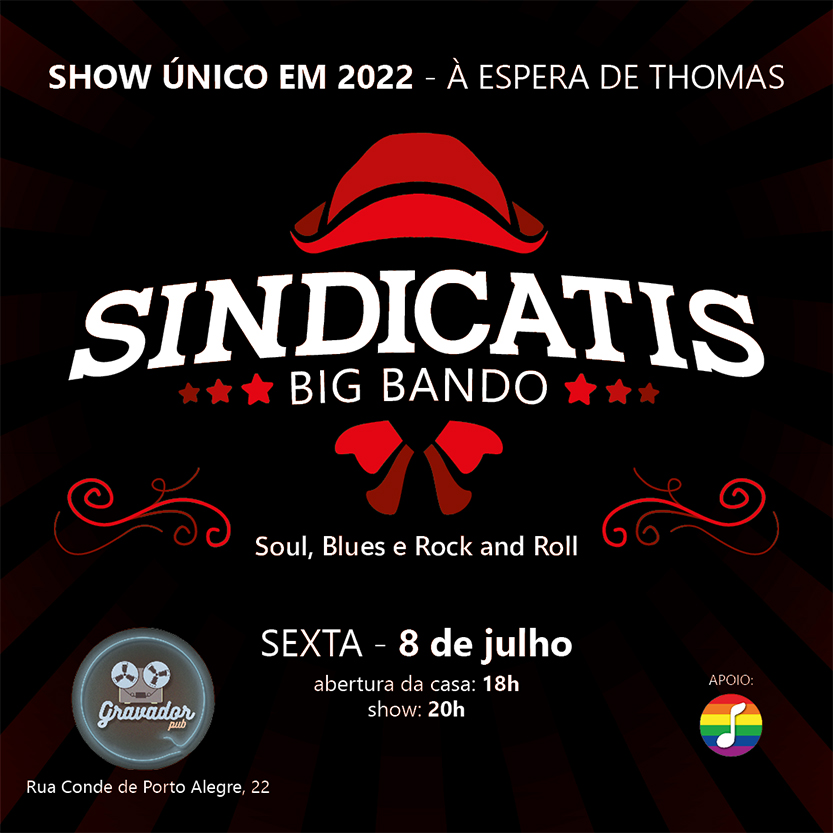 SHOW ÚNICO EM 2022 - À ESPERA DE THOMAS
SINDICATIS
BIG BANDO
Soul, Blues e Rock and Roll
SEXTA - 8 de julho
abertura da casa: 18h
show: 20h
Gravador
pub
Rua Conde de Porto Alegre, 22
APOIO: